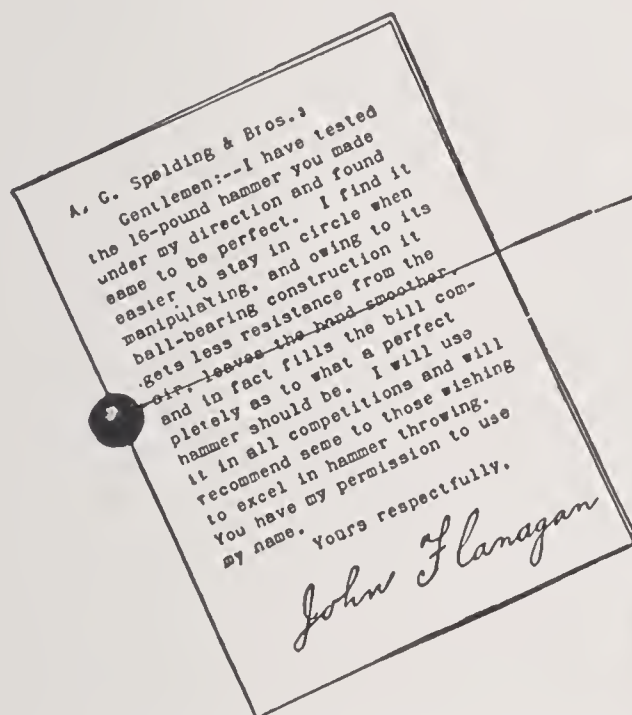 A. G. Spalding & Bros.,
Gentlemen:--I have tested
the 16-pound hammer you made
under my direction and found
same to be perfect. I find it
easier to stay in circle when
manipulating, and owing to its
ball-bearing construction it
gets less resistance from the
air, leaves the hand smoother,
and in fact fills the bill com-
pletely as to what a perfect
hammer should be. I will use
it in all competitions and will
recommend seme to those wishing
to excel in hammer throwing.
You have my permission to use
my name.
Yours respectfully,
John Flanagan